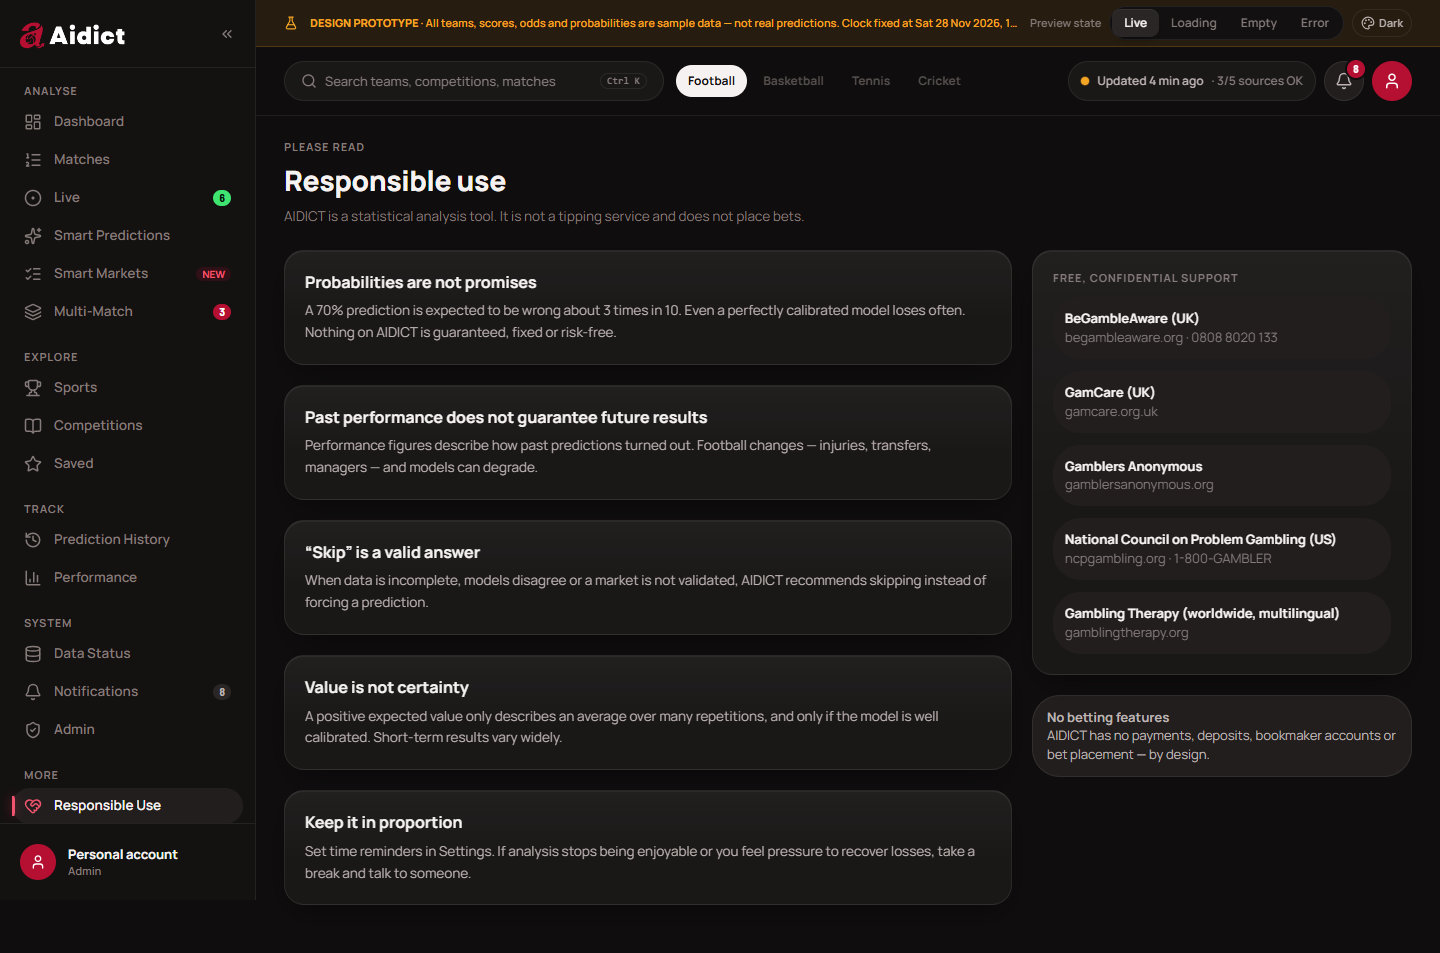 Aidict
DESIGN PROTOTYPE · All teams, scores, odds and probabilities are sample data — not real predictions. Clock fixed at Sat 28 Nov 2026, 1…
Preview state
Live
Loading
Empty
Error
Dark
Search teams, competitions, matches
Ctrl K
Football
Basketball
Tennis
Cricket
Updated 4 min ago · 3/5 sources OK
8
ANALYSE
Dashboard
Matches
Live 6
Smart Predictions
Smart Markets NEW
Multi-Match 3
EXPLORE
Sports
Competitions
Saved
TRACK
Prediction History
Performance
SYSTEM
Data Status
Notifications 8
Admin
MORE
Responsible Use
Personal account
Admin
PLEASE READ
Responsible use
AIDICT is a statistical analysis tool. It is not a tipping service and does not place bets.
Probabilities are not promises
A 70% prediction is expected to be wrong about 3 times in 10. Even a perfectly calibrated model loses often.
Nothing on AIDICT is guaranteed, fixed or risk-free.
Past performance does not guarantee future results
Performance figures describe how past predictions turned out. Football changes — injuries, transfers,
managers — and models can degrade.
“Skip” is a valid answer
When data is incomplete, models disagree or a market is not validated, AIDICT recommends skipping instead of
forcing a prediction.
Value is not certainty
A positive expected value only describes an average over many repetitions, and only if the model is well
calibrated. Short-term results vary widely.
Keep it in proportion
Set time reminders in Settings. If analysis stops being enjoyable or you feel pressure to recover losses, take a
break and talk to someone.
FREE, CONFIDENTIAL SUPPORT
BeGambleAware (UK)
begambleaware.org · 0808 8020 133
GamCare (UK)
gamcare.org.uk
Gamblers Anonymous
gamblersanonymous.org
National Council on Problem Gambling (US)
ncpgambling.org · 1-800-GAMBLER
Gambling Therapy (worldwide, multilingual)
gamblingtherapy.org
No betting features
AIDICT has no payments, deposits, bookmaker accounts or
bet placement — by design.